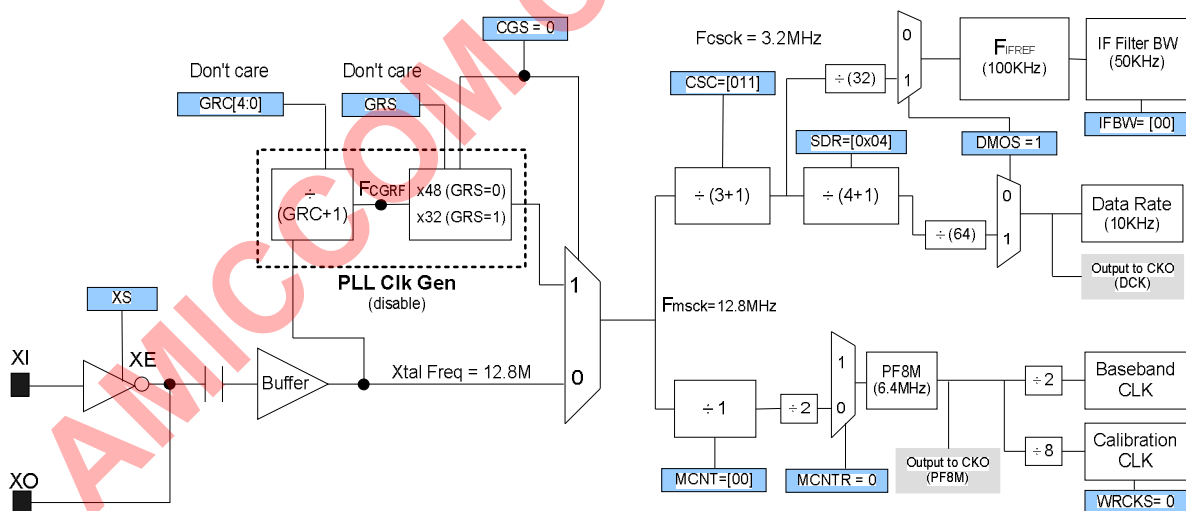 CGS = 0
Don't care
GRC[4:0]
Don't care
GRS
÷
(GRC+1)
FCGRF
x48 (GRS=0)
x32 (GRS=1)
PLL Clk Gen
(disable)
XS
XI
XE
XO
Buffer
Xtal Freq = 12.8M
1
0
Fmsck=12.8MHz
Fcsck = 3.2MHz
CSC=[011]
÷(3+1)
÷(32)
0
1
FIFREF
(100KHz)
IF Filter BW
(50KHz)
IFBW= [00]
SDR=[0x04]
÷(4+1)
÷(64)
DMOS =1
0
1
Data Rate
(10KHz)
Output to CKO
(DCK)
÷1
MCNT=[00]
÷2
1
0
MCNTR = 0
PF8M
(6.4MHz)
Output to CKO
(PF8M)
÷2
Baseband
CLK
÷8
Calibration
CLK
WRCKS= 0
AMICCOM CO